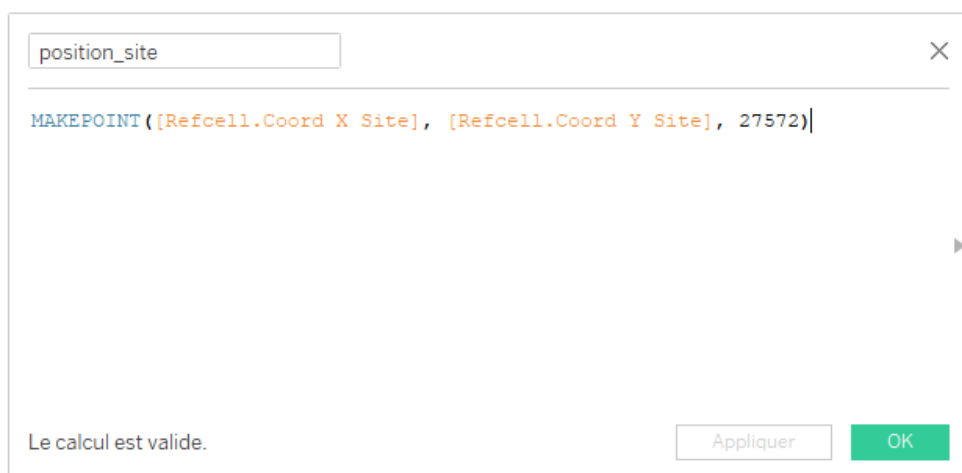 position_site
MAKEPOINT([Refcell.Coord X Site], [Refcell.Coord Y Site], 27572)
Le calcul est valide.
Appliquer
OK